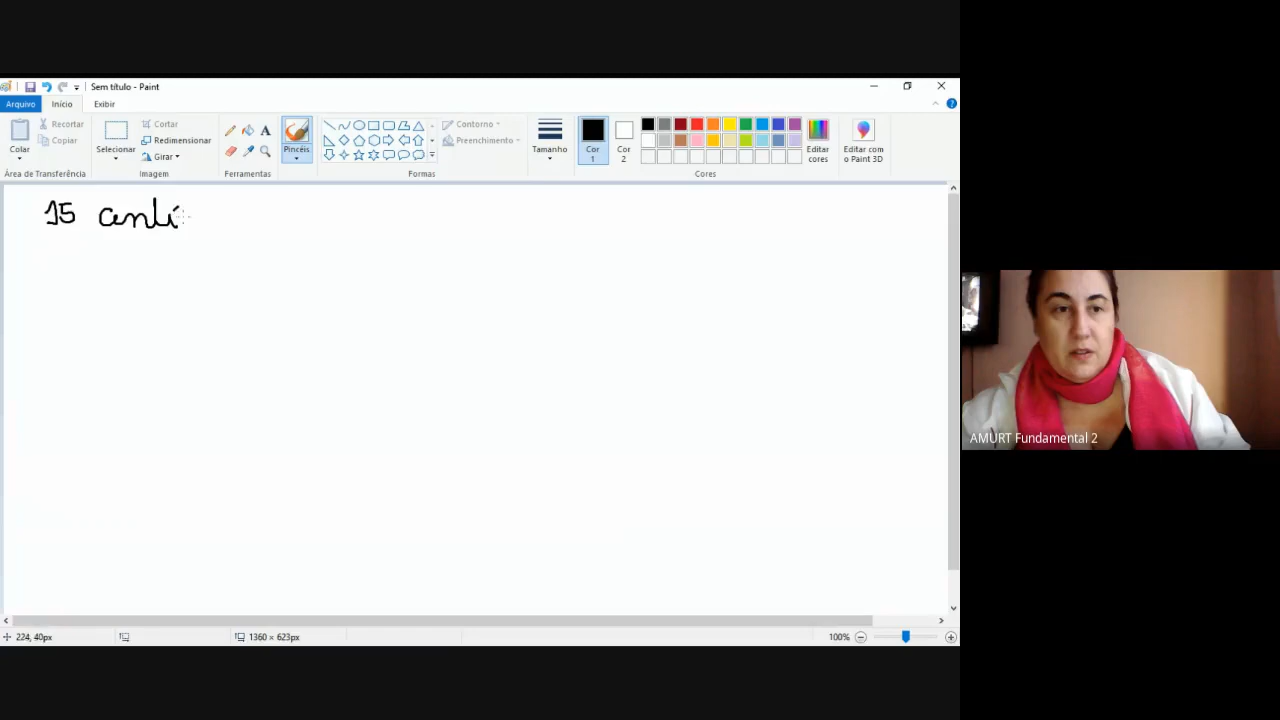 Sem título - Paint
Arquivo Início Exibir
Colar
Recortar
Copiar
Área de Transferência
Selecionar
Cortar
Redimensionar
Girar
Imagem
A
Ferramentas
Pincéis
Contorno
Preenchimento
Formas
Tamanho
Cor 1
Cor 2
Editar cores
Editar com o Paint 3D
Cores
15 centí
AMURT Fundamental 2
224, 40px
1360 × 623px
100%